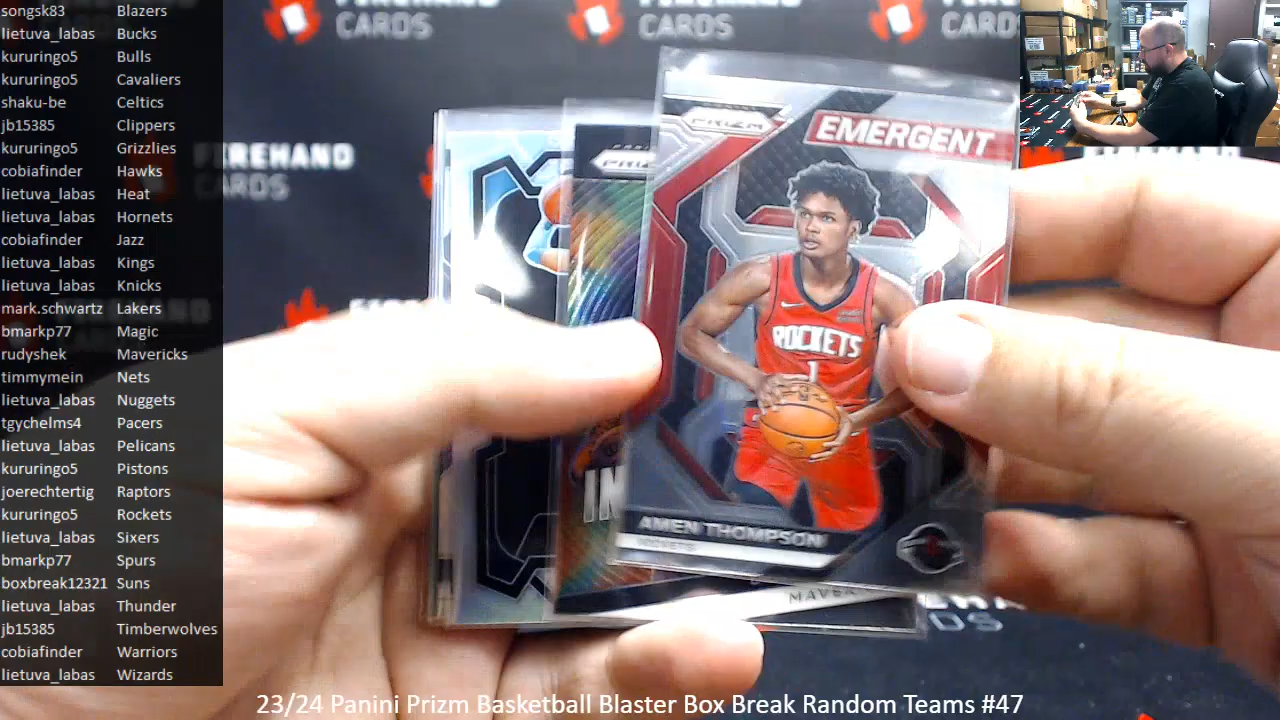 songsk83 Blazers
lietuva_labas Bucks
kururingo5 Bulls
kururingo5 Cavaliers
shaku-be Celtics
jb15385 Clippers
kururingo5 Grizzlies
cobiafinder Hawks
lietuva_labas Heat
lietuva_labas Hornets
cobiafinder Jazz
lietuva_labas Kings
lietuva_labas Knicks
mark.schwartz Lakers
bmarkp77 Magic
rudyshek Mavericks
timmymein Nets
lietuva_labas Nuggets
tgychelms4 Pacers
lietuva_labas Pelicans
kururingo5 Pistons
joerechtertig Raptors
kururingo5 Rockets
lietuva_labas Sixers
bmarkp77 Spurs
boxbreak12321 Suns
lietuva_labas Thunder
jb15385 Timberwolves
cobiafinder Warriors
lietuva_labas Wizards
FIREHAND
CARDS
PRIZM
EMERGENT
ROCKETS
1
AMEN THOMPSON
ROCKETS
23/24 Panini Prizm Basketball Blaster Box Break Random Teams #47